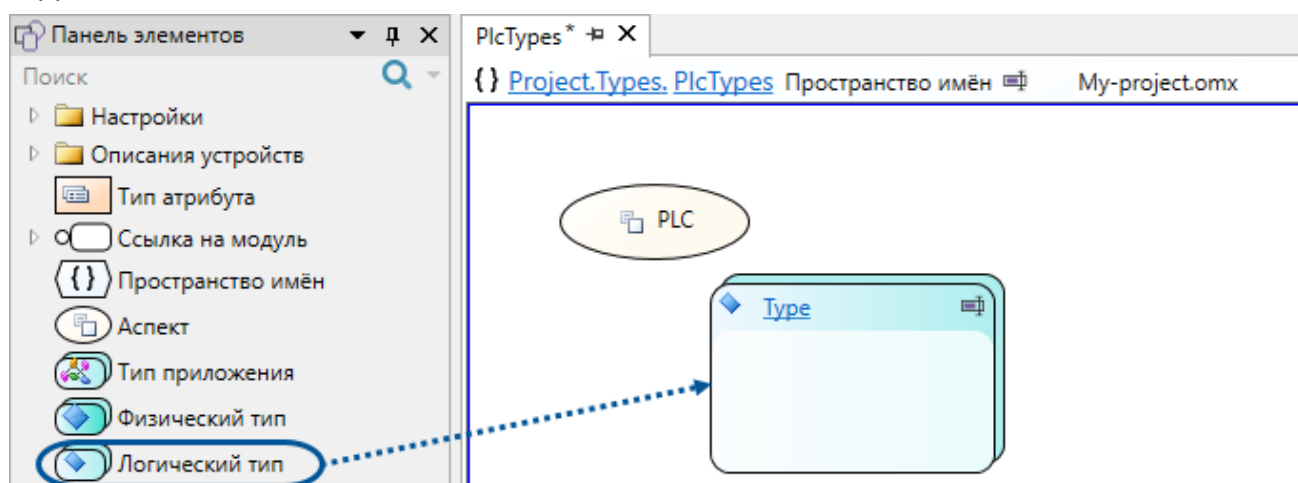 Панель элементов
Поиск
Настройки
Описания устройств
Тип атрибута
Ссылка на модуль
Пространство имён
Аспект
Тип приложения
Физический тип
Логический тип
PlcTypes*
{} Project.Types. PlcTypes Пространство имён My-project.omx
PLC
Type